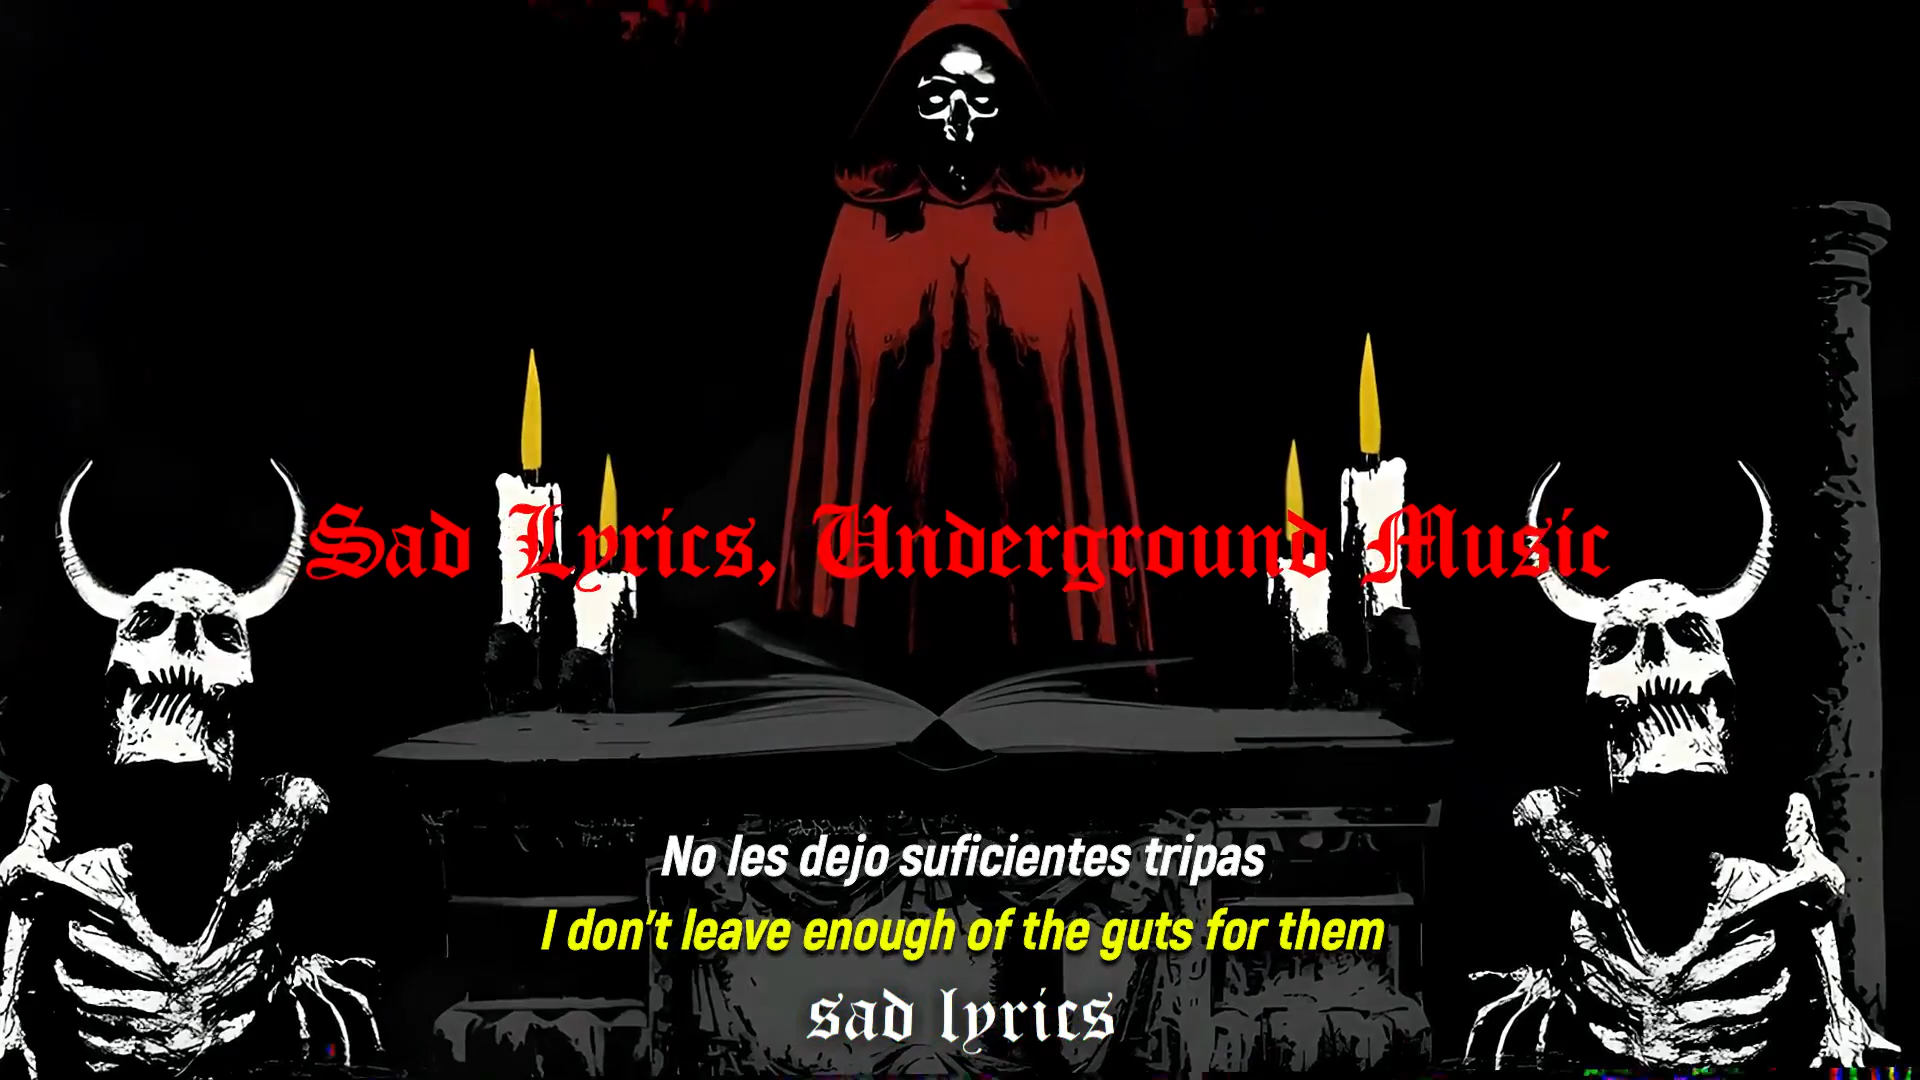 Sad Lyrics, Underground Music
No les dejo suficientes tripas
I don't leave enough of the guts for them
sad lyrics